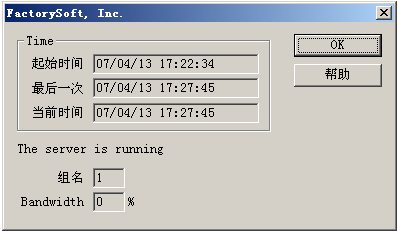 FactorySoft, Inc.
Time
起始时间 07/04/13 17:22:34
最后一次 07/04/13 17:27:45
当前时间 07/04/13 17:27:45
OK
帮助
The server is running
组名 1
Bandwidth 0 %